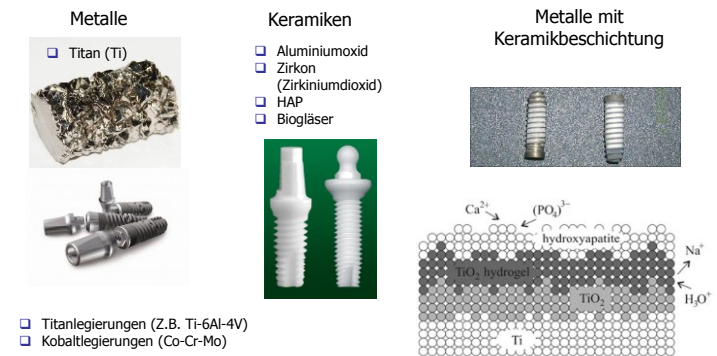 Metalle
Titan (Ti)
Titanlegierungen (Z.B. Ti-6Al-4V)
Kobaltlegierungen (Co-Cr-Mo)
Keramiken
Aluminiumoxid
Zirkon
(Zirkiniumdioxid)
HAP
Biogläser
Metalle mit
Keramikbeschichtung
Ca²⁺ (PO₄)³⁻
hydroxyapatite
Na⁺
TiO₂ hydrogel
TiO₂
H₃O⁺
Ti